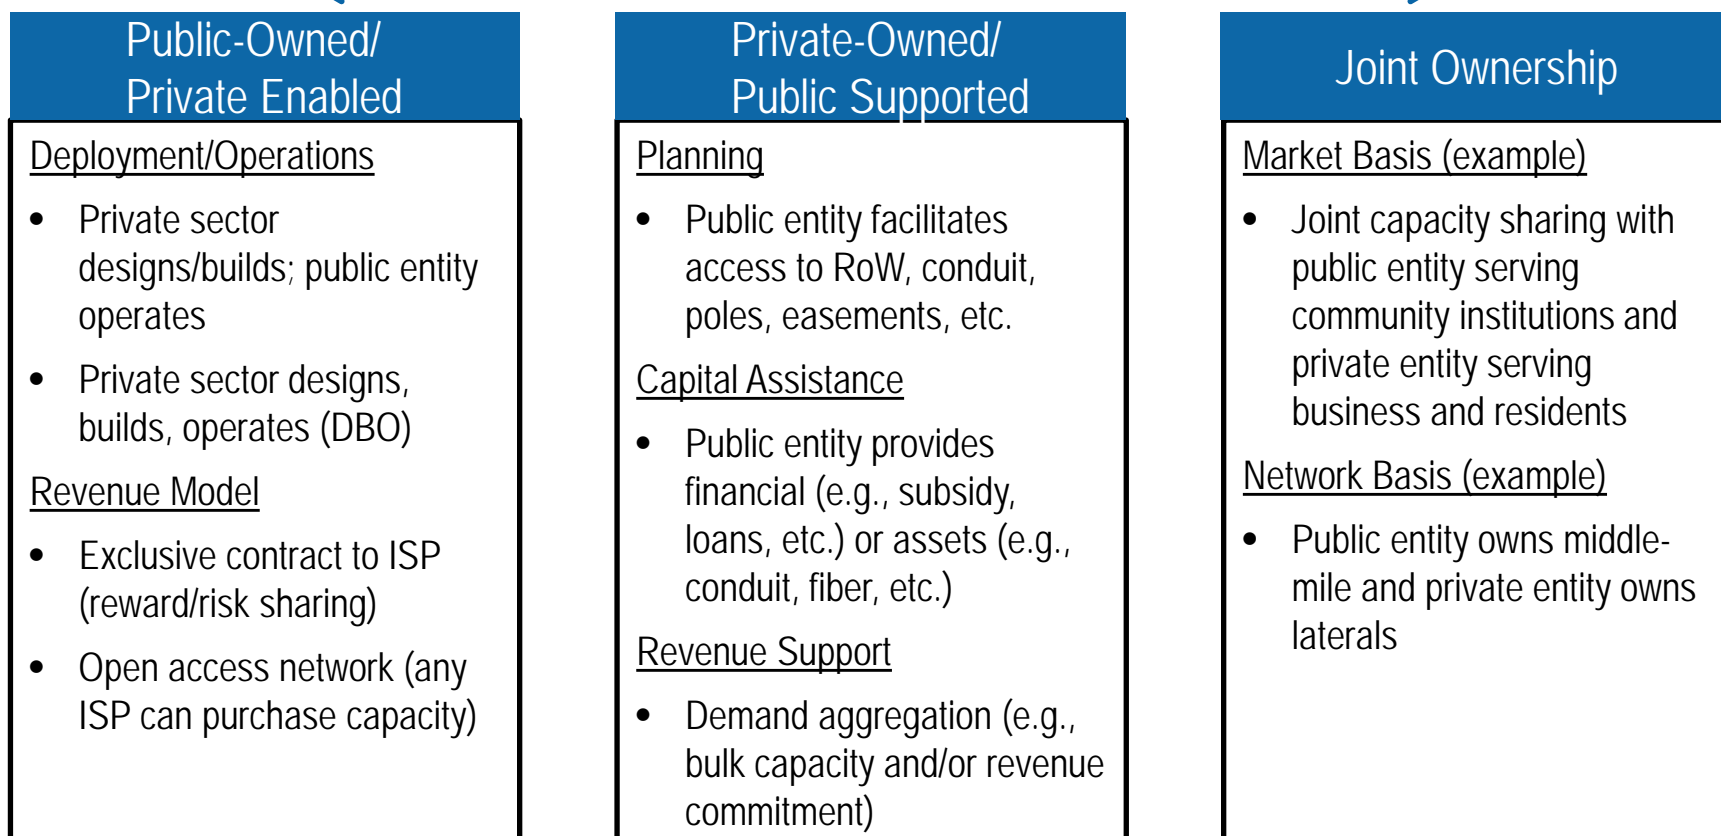 Public-Owned/
Private Enabled
Deployment/Operations
• Private sector
designs/builds; public entity
operates
• Private sector designs,
builds, operates (DBO)
Revenue Model
• Exclusive contract to ISP
(reward/risk sharing)
• Open access network (any
ISP can purchase capacity)
Private-Owned/
Public Supported
Planning
• Public entity facilitates
access to RoW, conduit,
poles, easements, etc.
Capital Assistance
• Public entity provides
financial (e.g., subsidy,
loans, etc.) or assets (e.g.,
conduit, fiber, etc.)
Revenue Support
• Demand aggregation (e.g.,
bulk capacity and/or revenue
commitment)
Joint Ownership
Market Basis (example)
• Joint capacity sharing with
public entity serving
community institutions and
private entity serving
business and residents
Network Basis (example)
• Public entity owns middle-
mile and private entity owns
laterals